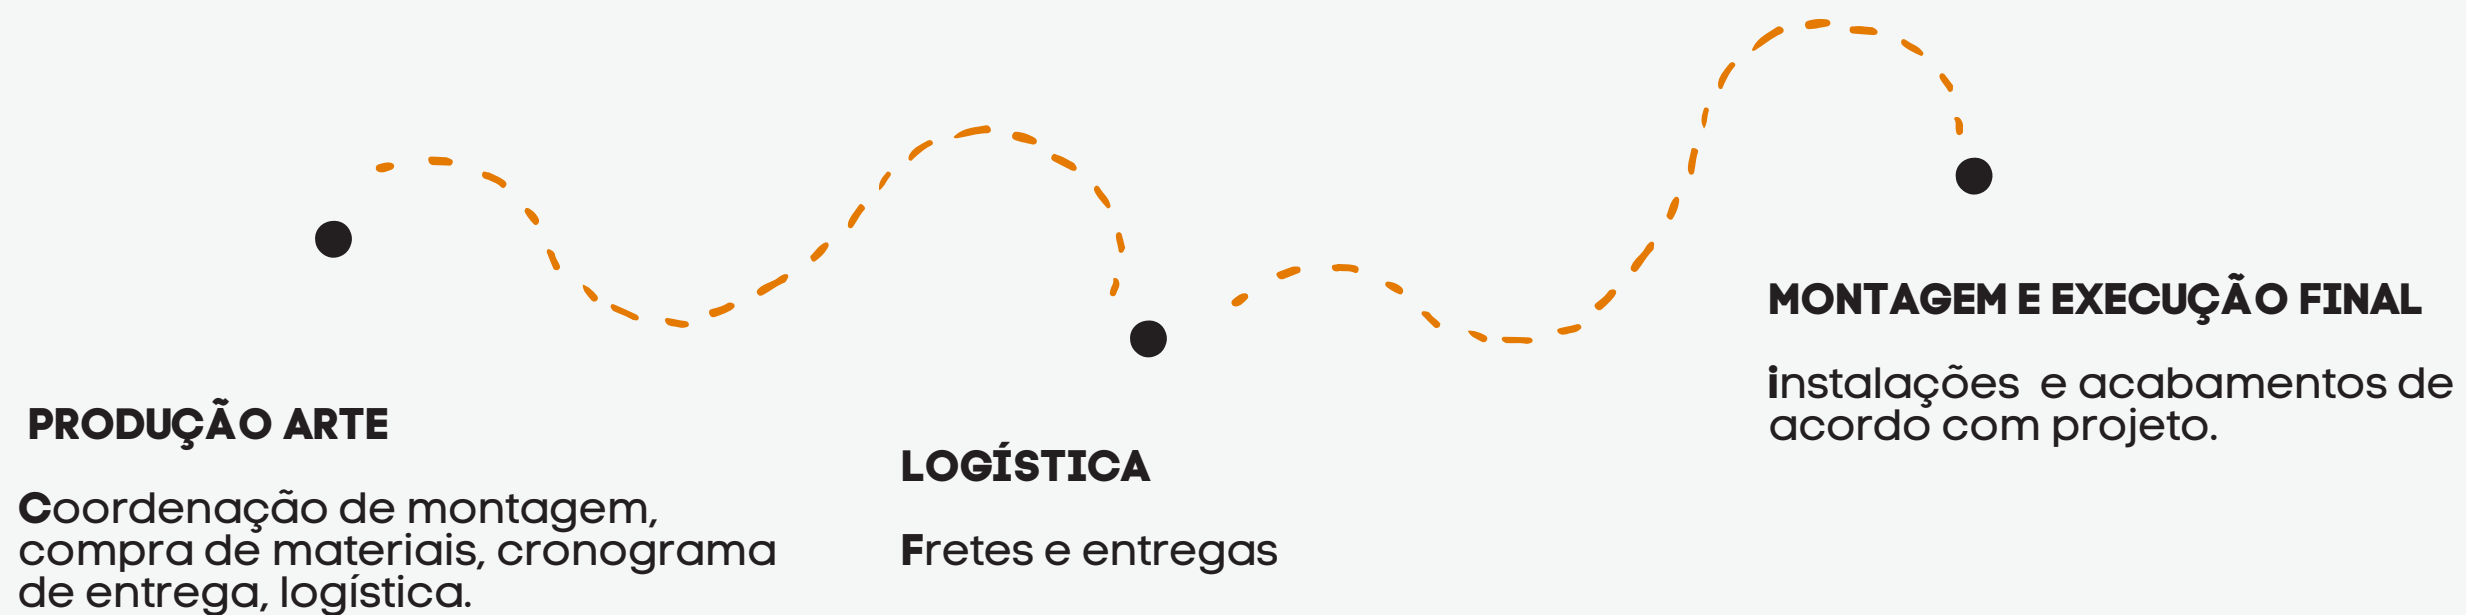 PRODUÇÃO ARTE
Coordenação de montagem,
compra de materiais, cronograma
de entrega, logística.
LOGÍSTICA
Fretes e entregas
MONTAGEM E EXECUÇÃO FINAL
instalações  e acabamentos de
acordo com projeto.